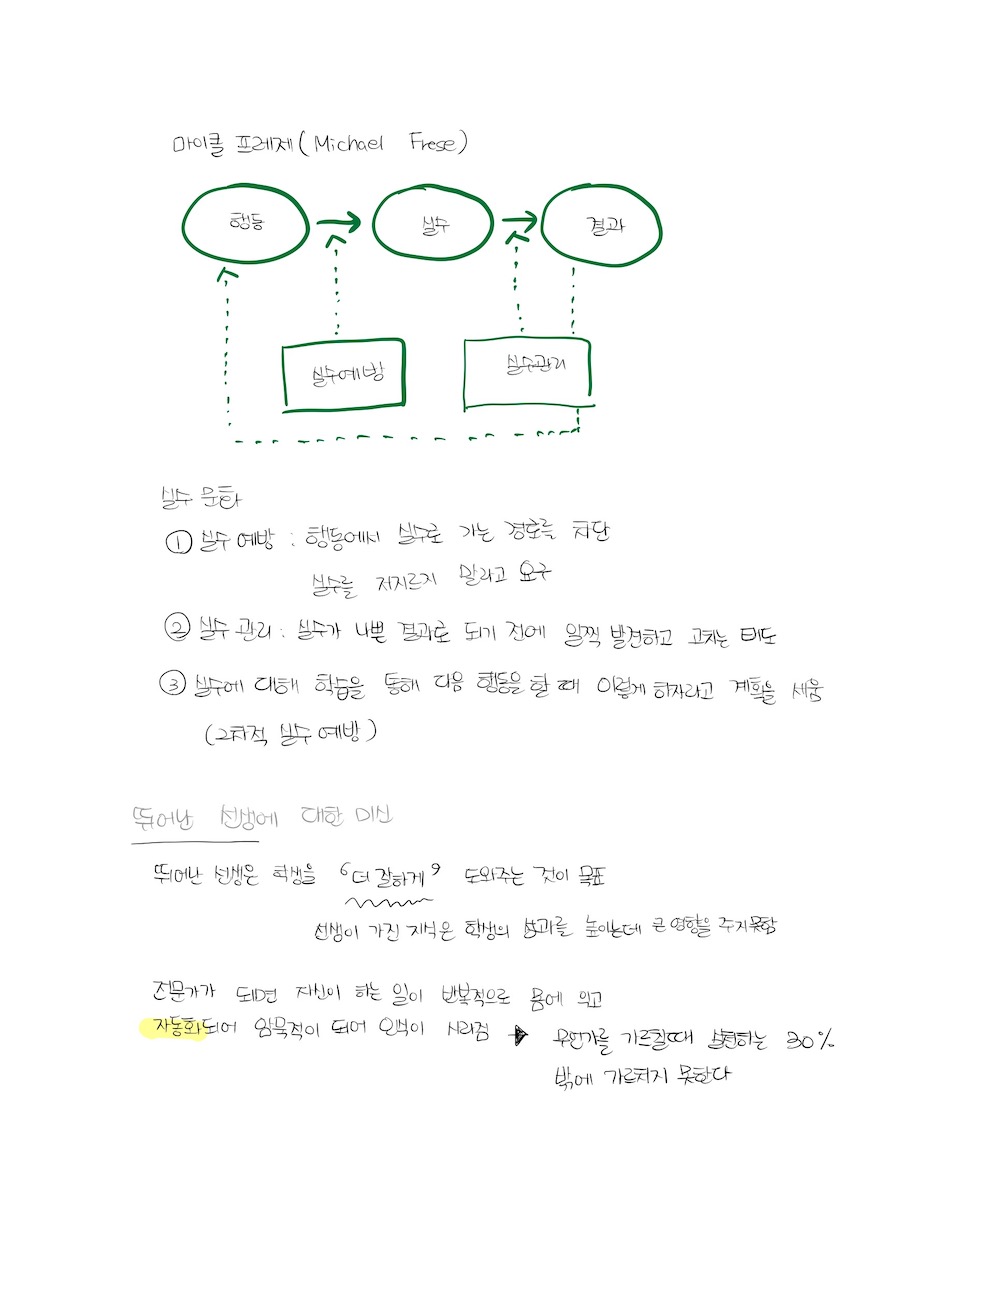 마이클 프레제(Michael Frese)
행동
실수
결과
실수예방
실수관리
실수 문화
① 실수 예방 : 행동에서 실수로 가는 경로를 차단
실수를 저지르지 말라고 요구
② 실수 관리 : 실수가 나쁜 결과로 되기 전에 일찍 발견하고 고치는 태도
③ 실수에 대해 학습을 통해 다음 행동을 할 때 이렇게 하자라고 계획을 세움
(2차적 실수 예방)
뛰어난 선생에 대한 미신
뛰어난 선생은 학생을 “더 잘하게” 도와주는 것이 목표
선생이 가진 지식은 학생의 성과를 높이는데 큰 영향을 주지못함
전문가가 되면 자신이 하는 일이 반복적으로 몸에 익고
자동화되어 암묵적이 되어 인식이 사라짐 → 무언가를 가르칠때 실천하는 30%
밖에 가르치지 못한다